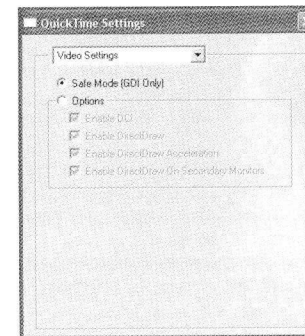 QuickTime Settings
Video Settings
Safe Mode (GDI Only)
Options
Enable DCI
Enable DirectDraw
Enable DirectDraw Acceleration
Enable DirectDraw On Secondary Monitors